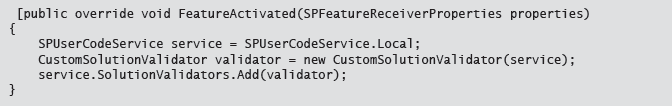 [public override void FeatureActivated(SPFeatureReceiverProperties properties)
{
    SPUserCodeService service = SPUserCodeService.Local;
    CustomSolutionValidator validator = new CustomSolutionValidator(service);
    service.SolutionValidators.Add(validator);
}